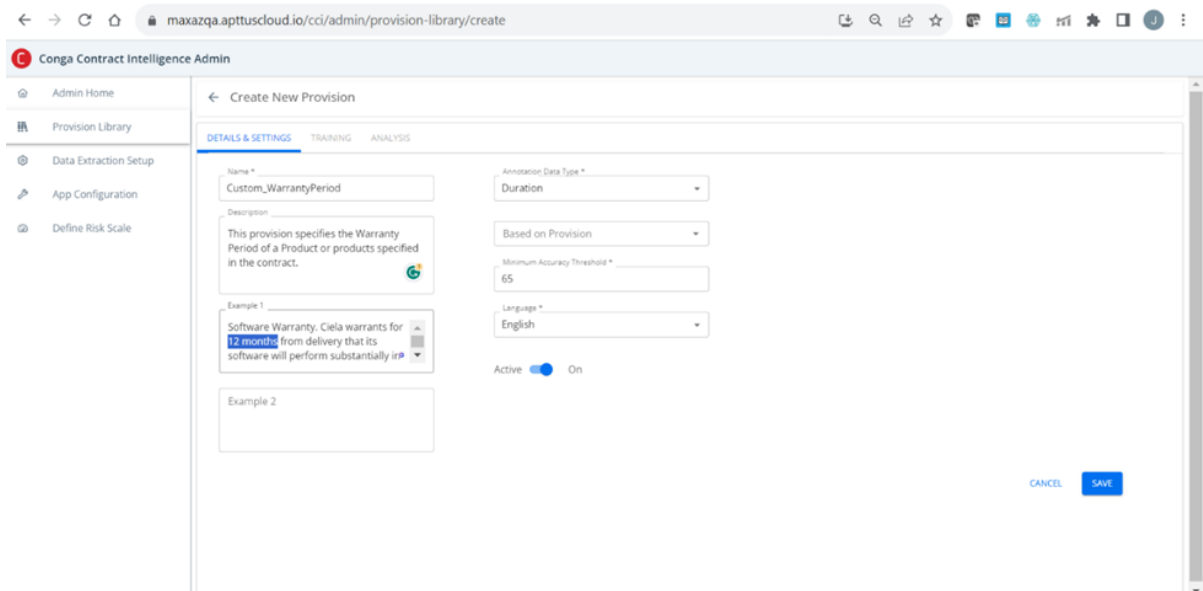 maxazqa.apttuscloud.io/cci/admin/provision-library/create
J
C Conga Contract Intelligence Admin
Admin Home
Provision Library
Data Extraction Setup
App Configuration
Define Risk Scale
← Create New Provision
DETAILS & SETTINGS TRAINING ANALYSIS
Name *
Custom_WarrantyPeriod
Description
This provision specifies the Warranty
Period of a Product or products specified
in the contract.
Example 1
Software Warranty. Ciela warrants for
12 months from delivery that its
software will perform substantially in
Example 2
Annotation Data Type *
Duration
Based on Provision
Minimum Accuracy Threshold *
65
Language *
English
Active On
CANCEL SAVE